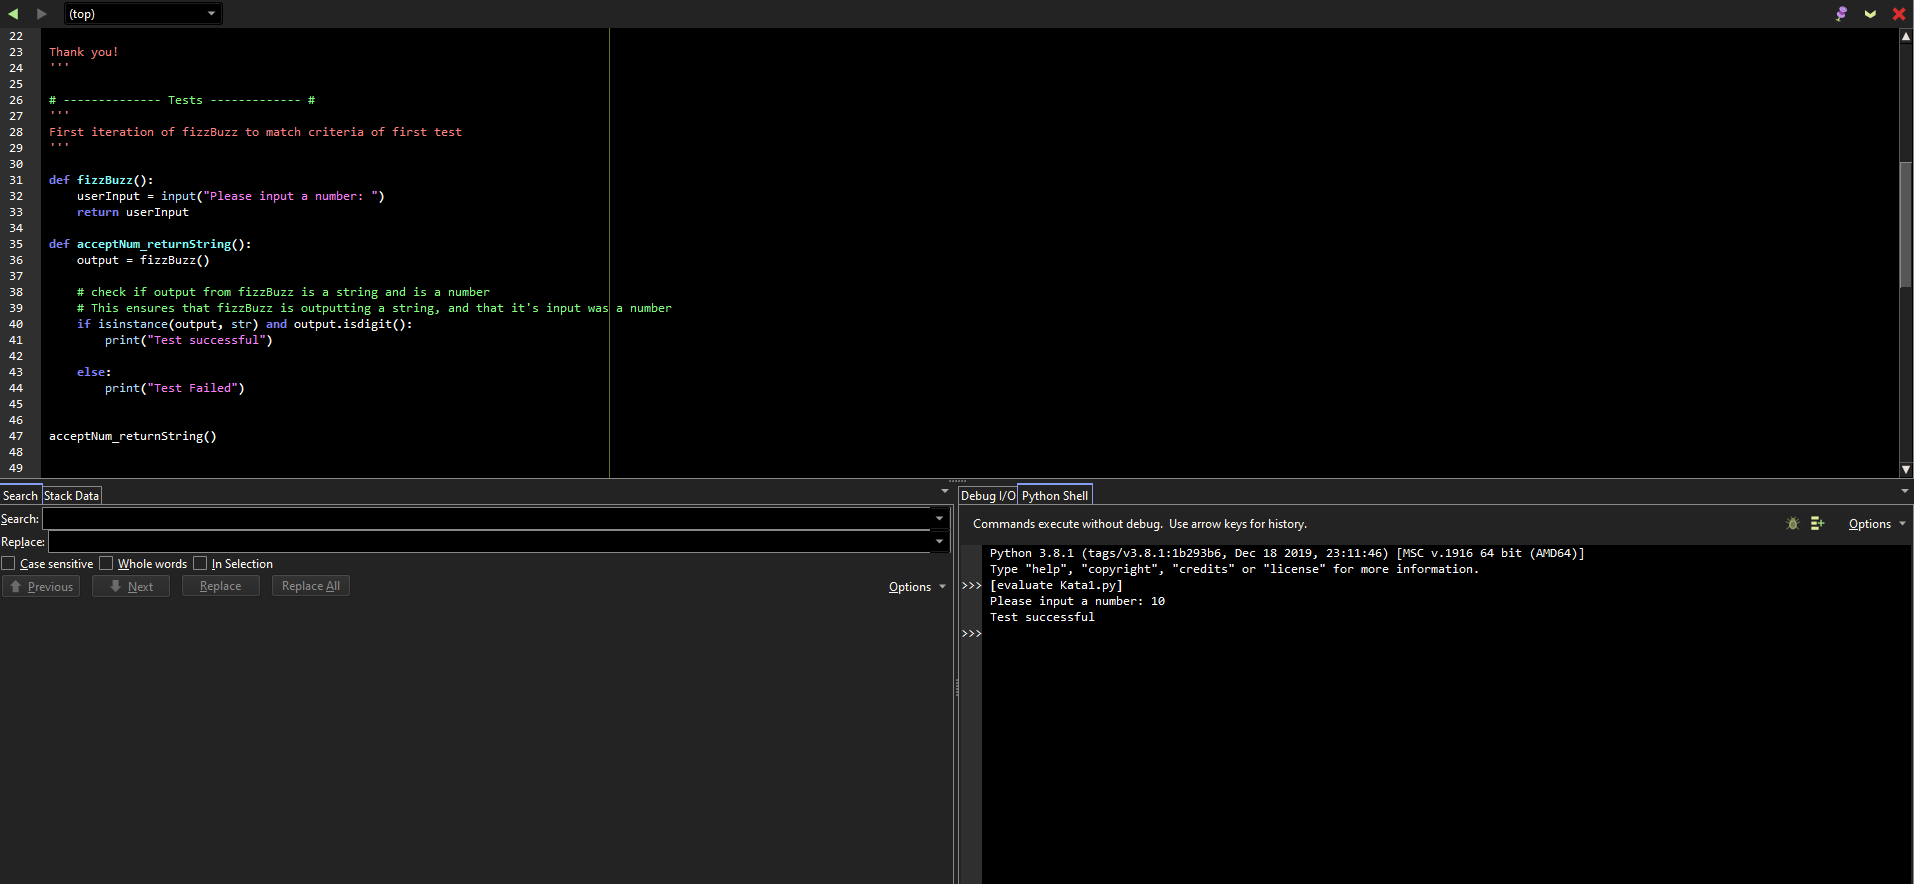 (top)
22
23 Thank you!
24 '''
25
26 # -------------- Tests ------------- #
27 '''
28 First iteration of fizzBuzz to match criteria of first test
29 '''
30
31 def fizzBuzz():
32     userInput = input("Please input a number: ")
33     return userInput
34
35 def acceptNum_returnString():
36     output = fizzBuzz()
37
38     # check if output from fizzBuzz is a string and is a number
39     # This ensures that fizzBuzz is outputting a string, and that it's input was a number
40     if isinstance(output, str) and output.isdigit():
41         print("Test successful")
42
43     else:
44         print("Test Failed")
45
46
47 acceptNum_returnString()
48
49
Search Stack Data
Search:
Replace:
Case sensitive Whole words In Selection
Previous Next Replace Replace All Options
Debug I/O Python Shell
Commands execute without debug.  Use arrow keys for history. Options
Python 3.8.1 (tags/v3.8.1:1b293b6, Dec 18 2019, 23:11:46) [MSC v.1916 64 bit (AMD64)]
Type "help", "copyright", "credits" or "license" for more information.
>>> [evaluate Kata1.py]
Please input a number: 10
Test successful
>>>